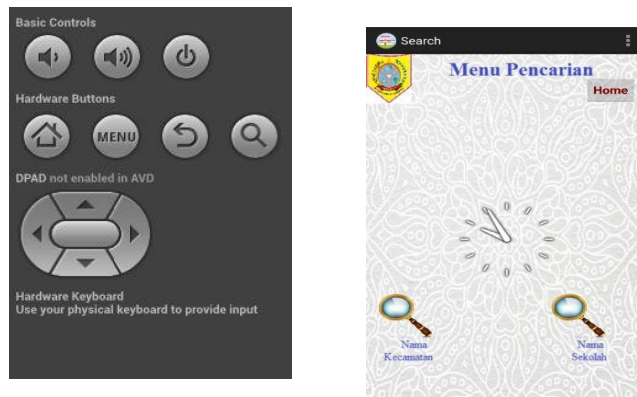 Basic Controls
Hardware Buttons
MENU
DPAD not enabled in AVD
Hardware Keyboard
Use your physical keyboard to provide input
Search
Menu Pencarian
Home
Nama
Kecamatan
Nama
Sekolah